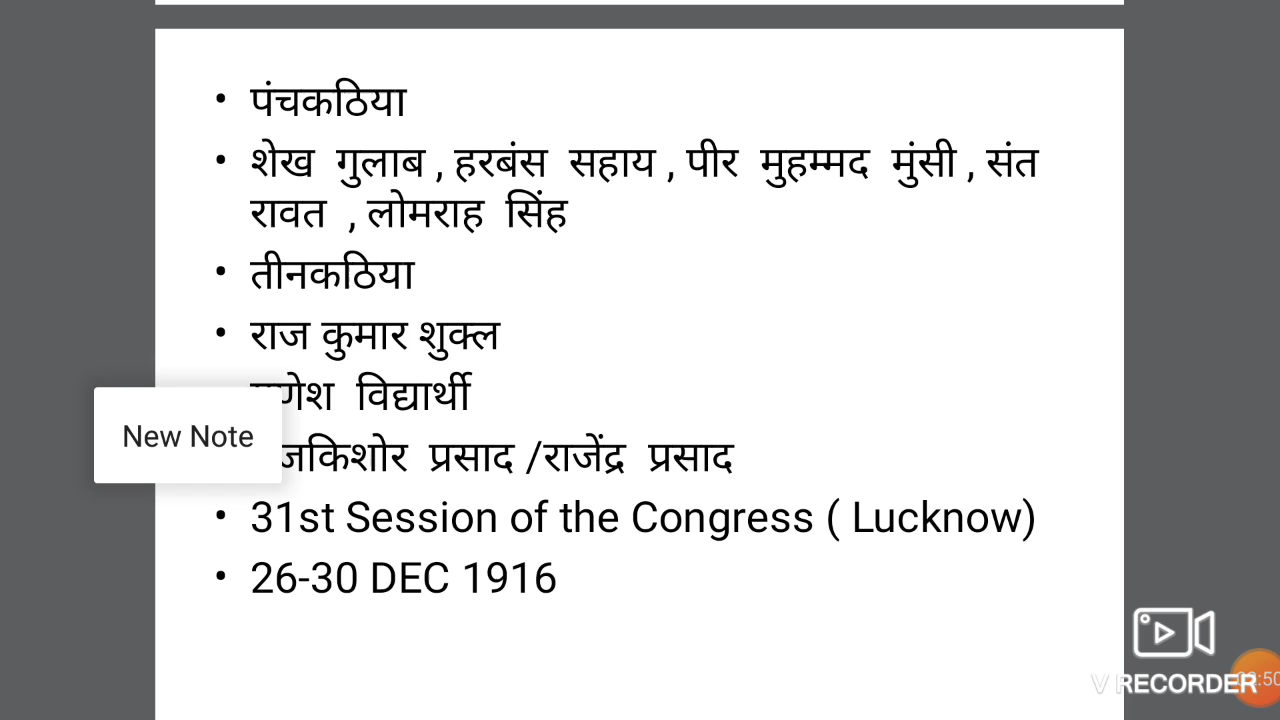 • पंचकठिया
• शेख गुलाब , हरबंस सहाय , पीर मुहम्मद मुंसी , संत
रावत , लोमराह सिंह
• तीनकठिया
• राज कुमार शुक्ल
विद्यार्थी
New Note
प्रसाद /राजेंद्र प्रसाद
• 31st Session of the Congress ( Lucknow)
• 26-30 DEC 1916
V RECORDER